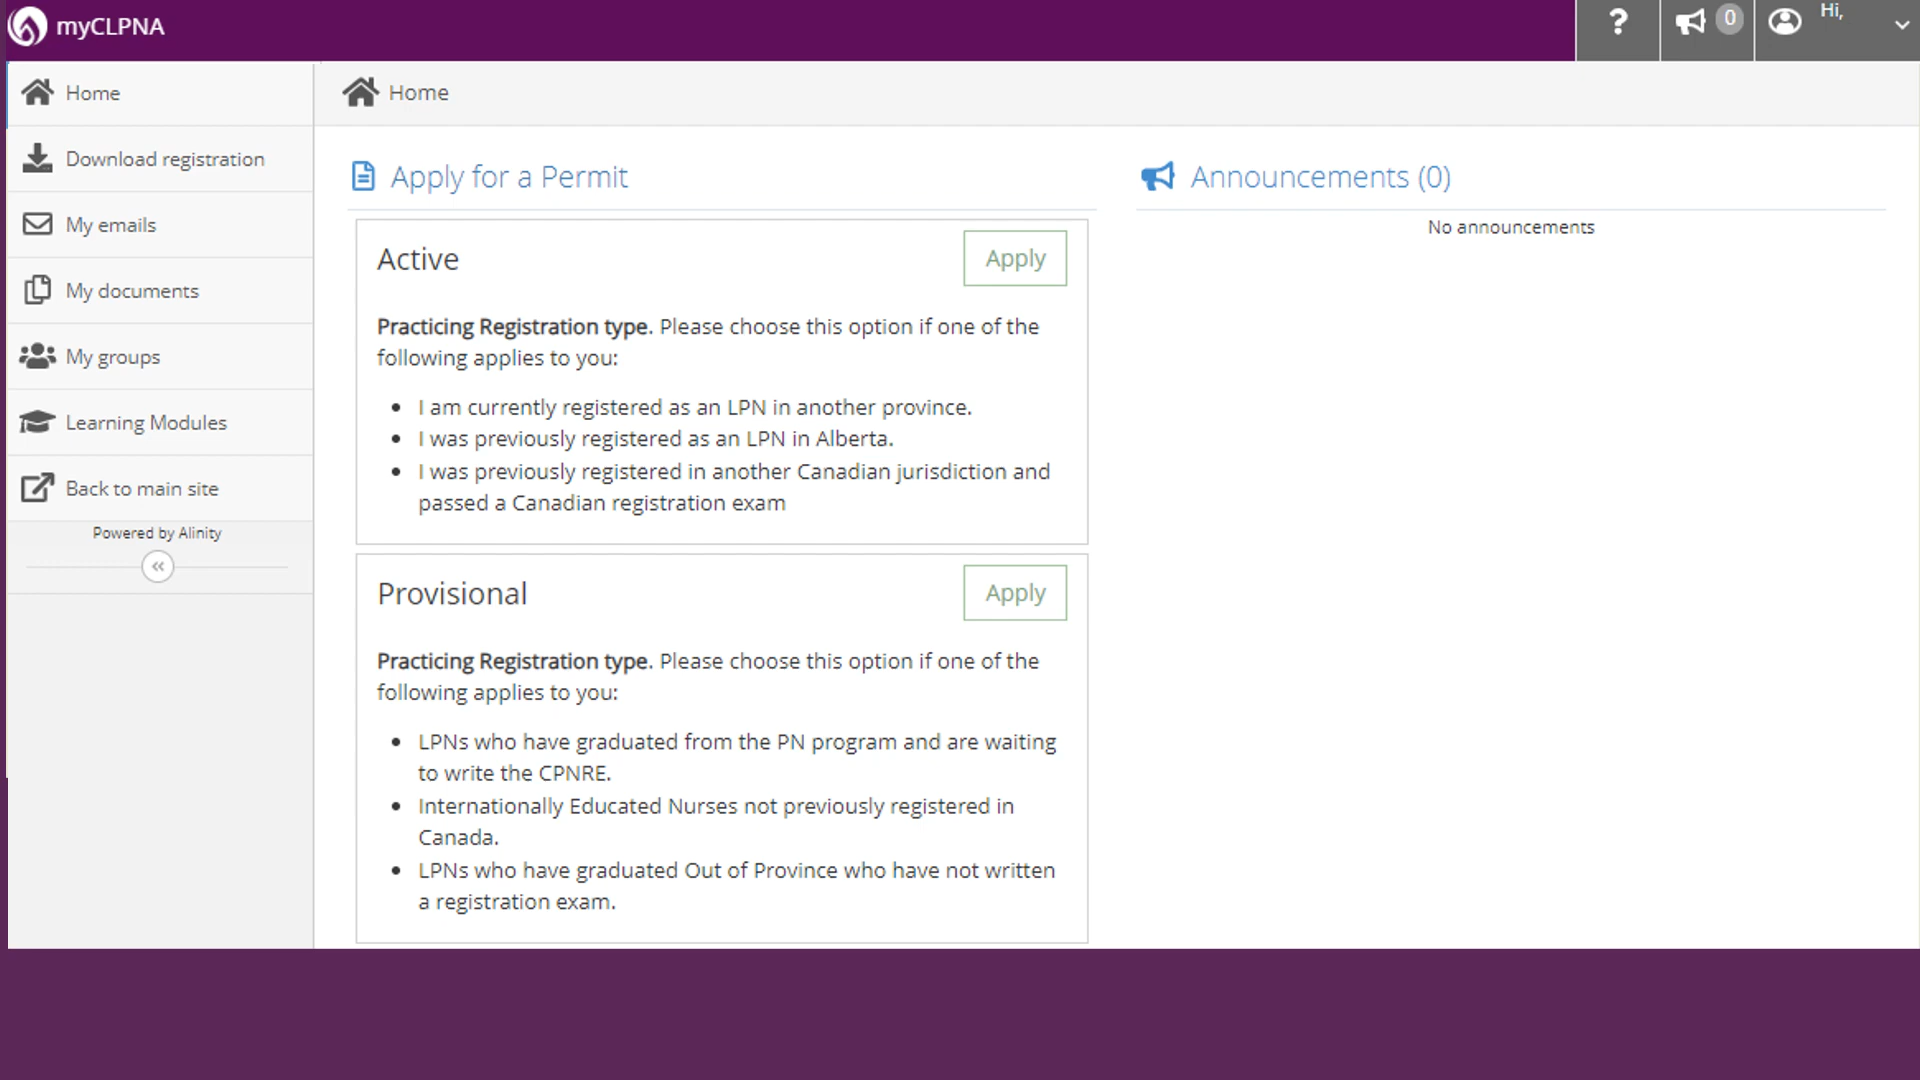 myCLPNA
? 0 Hi,
Home
Download registration
My emails
My documents
My groups
Learning Modules
Back to main site
Powered by Alinity
Home
Apply for a Permit
Active
Apply
Practicing Registration type. Please choose this option if one of the
following applies to you:
I am currently registered as an LPN in another province.
I was previously registered as an LPN in Alberta.
I was previously registered in another Canadian jurisdiction and
passed a Canadian registration exam
Provisional
Apply
Practicing Registration type. Please choose this option if one of the
following applies to you:
LPNs who have graduated from the PN program and are waiting
to write the CPNRE.
Internationally Educated Nurses not previously registered in
Canada.
LPNs who have graduated Out of Province who have not written
a registration exam.
Announcements (0)
No announcements